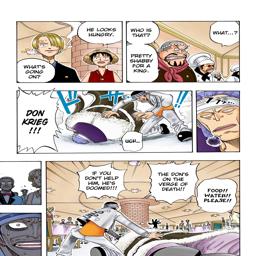 WHAT'S
GOING
ON?
HE LOOKS
HUNGRY.
WHO IS
THAT?
PRETTY
SHABBY
FOR A
KING.
WHAT...?
DON
KRIEG
!!!
UGH...
IF YOU
DON'T HELP
HIM, HE'S
DOOMED!!!
THE DON'S
ON THE
VERGE OF
DEATH!!
FOOD!!
WATER!!
PLEASE!!